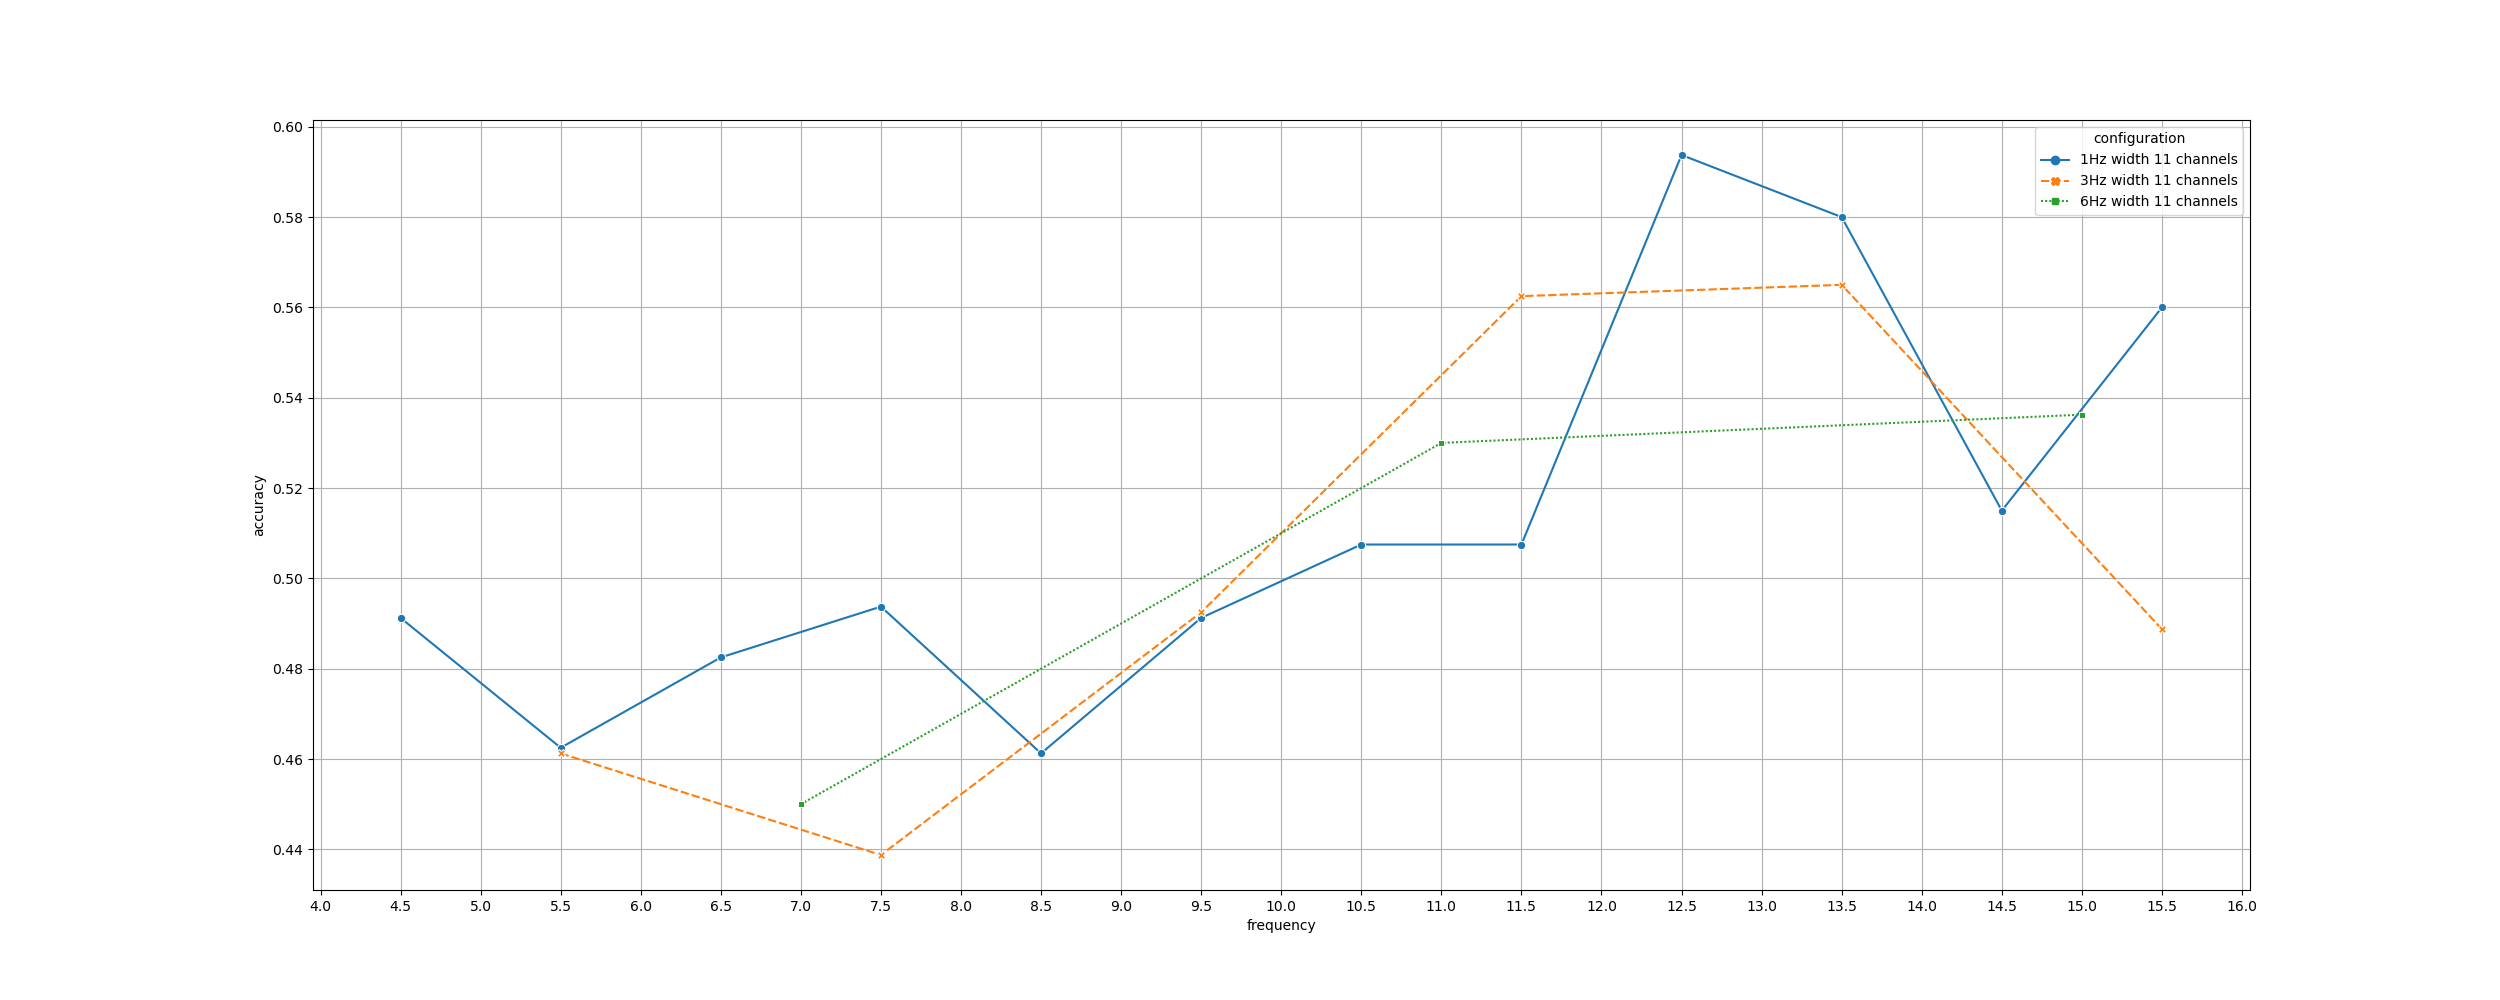 0.60
0.58
0.56
0.54
0.52
0.50
0.48
0.46
0.44
accuracy
configuration
1Hz width 11 channels
3Hz width 11 channels
6Hz width 11 channels
4.0 4.5 5.0 5.5 6.0 6.5 7.0 7.5 8.0 8.5 9.0 9.5 10.0 10.5 11.0 11.5 12.0 12.5 13.0 13.5 14.0 14.5 15.0 15.5 16.0
frequency